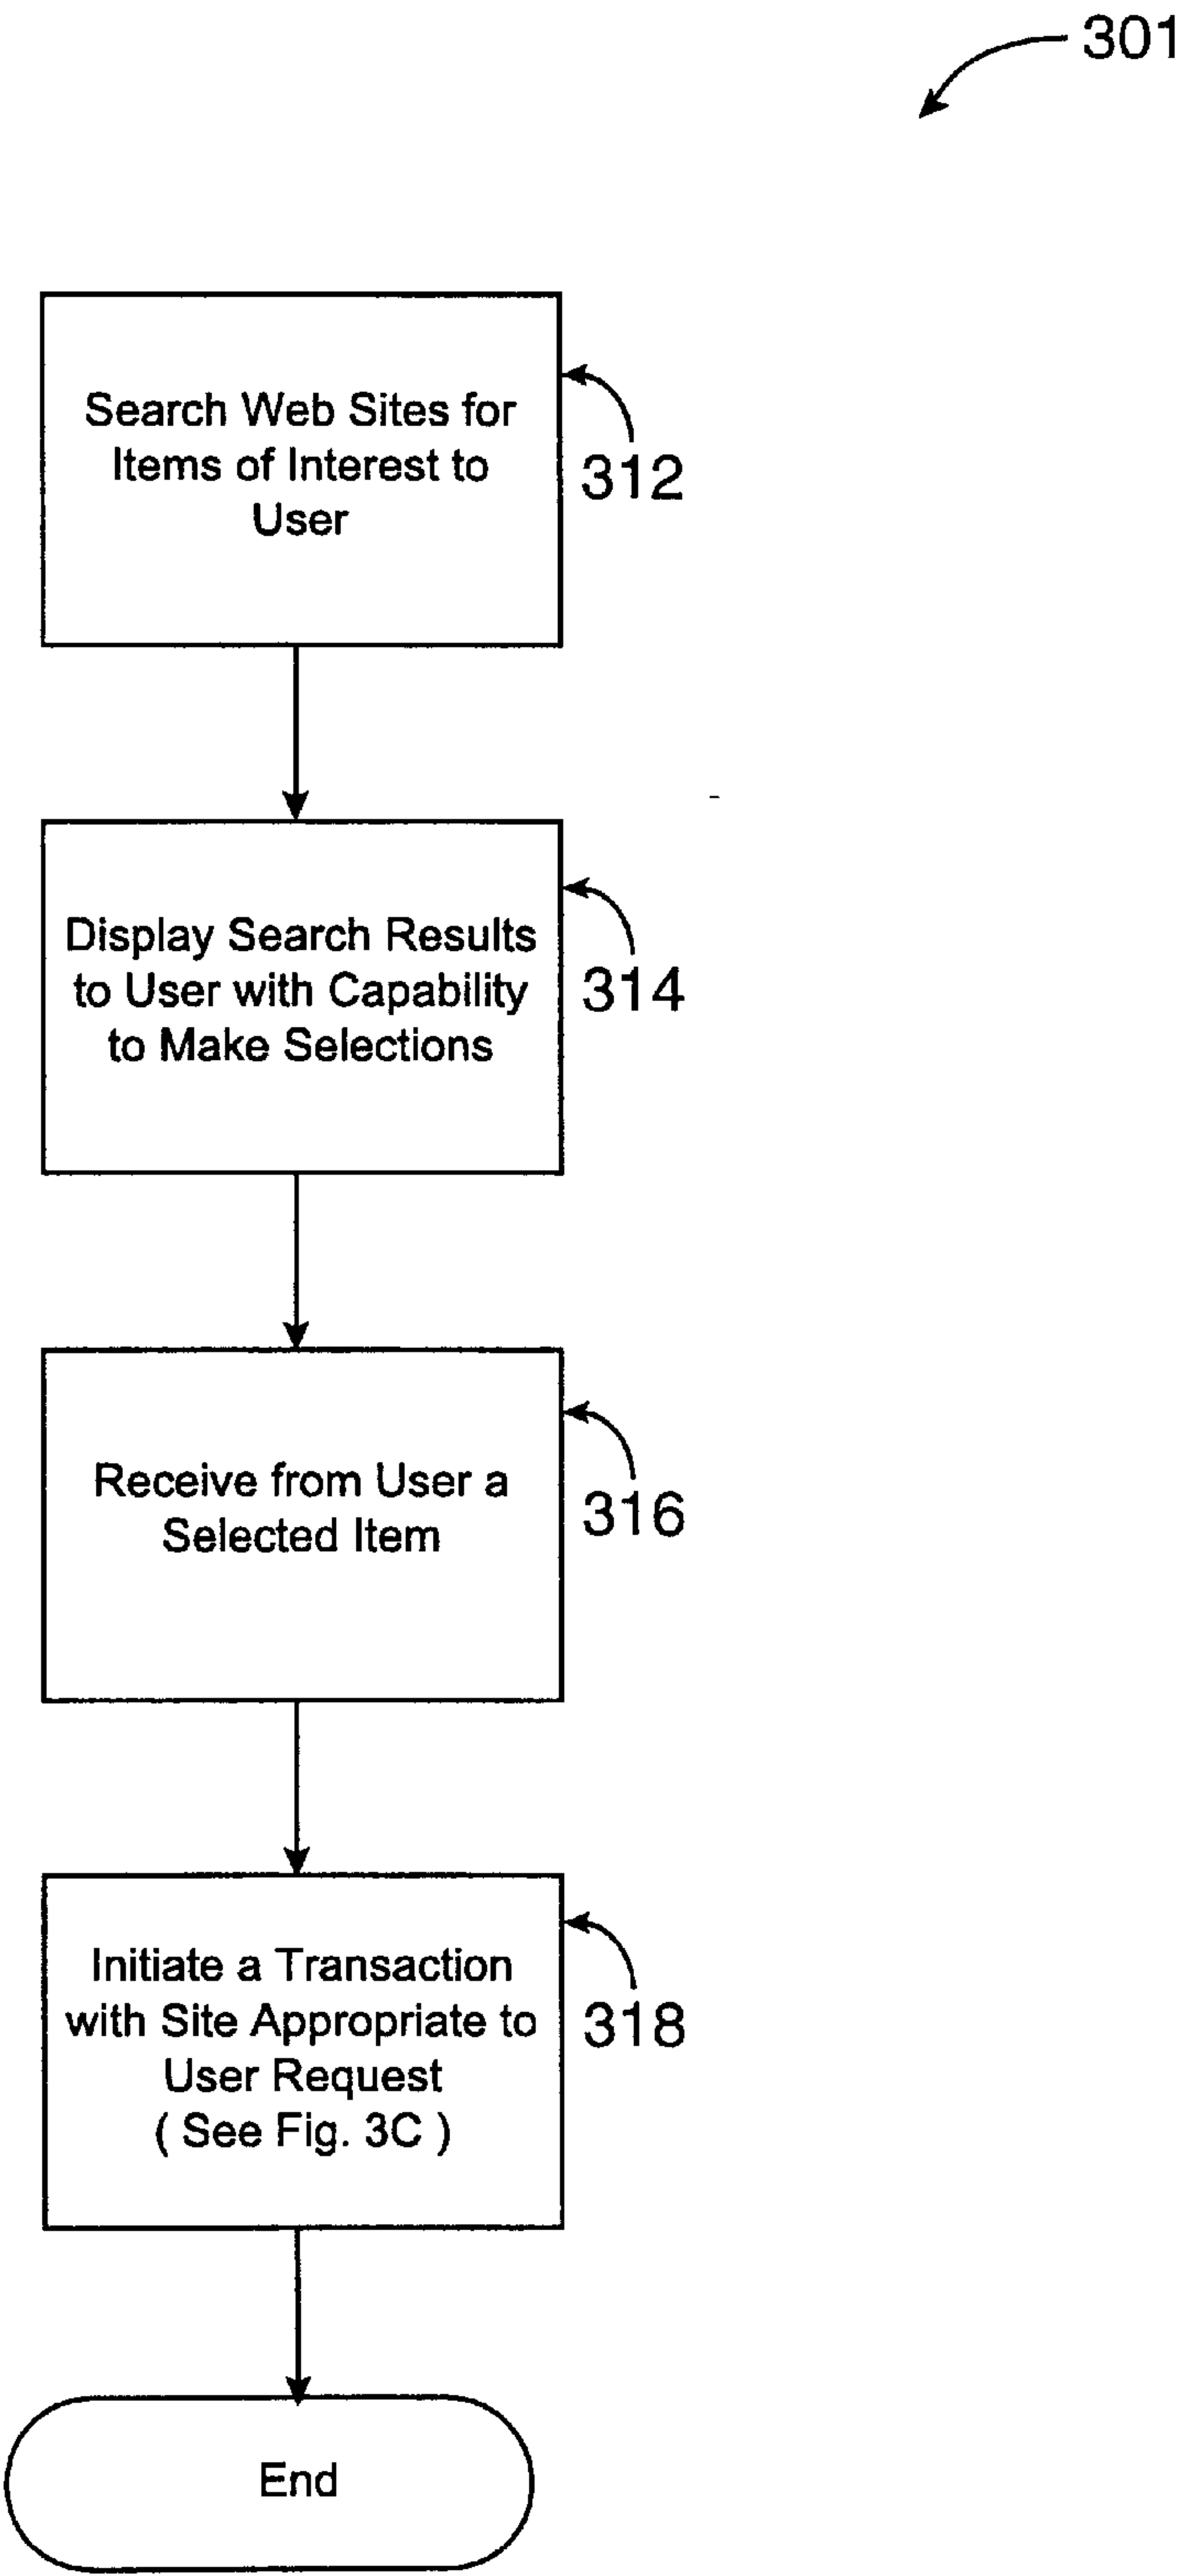 301
Search Web Sites for
Items of Interest to
User
312
Display Search Results
to User with Capability
to Make Selections
314
Receive from User a
Selected Item
316
Initiate a Transaction
with Site Appropriate to
User Request
( See Fig. 3C )
318
End